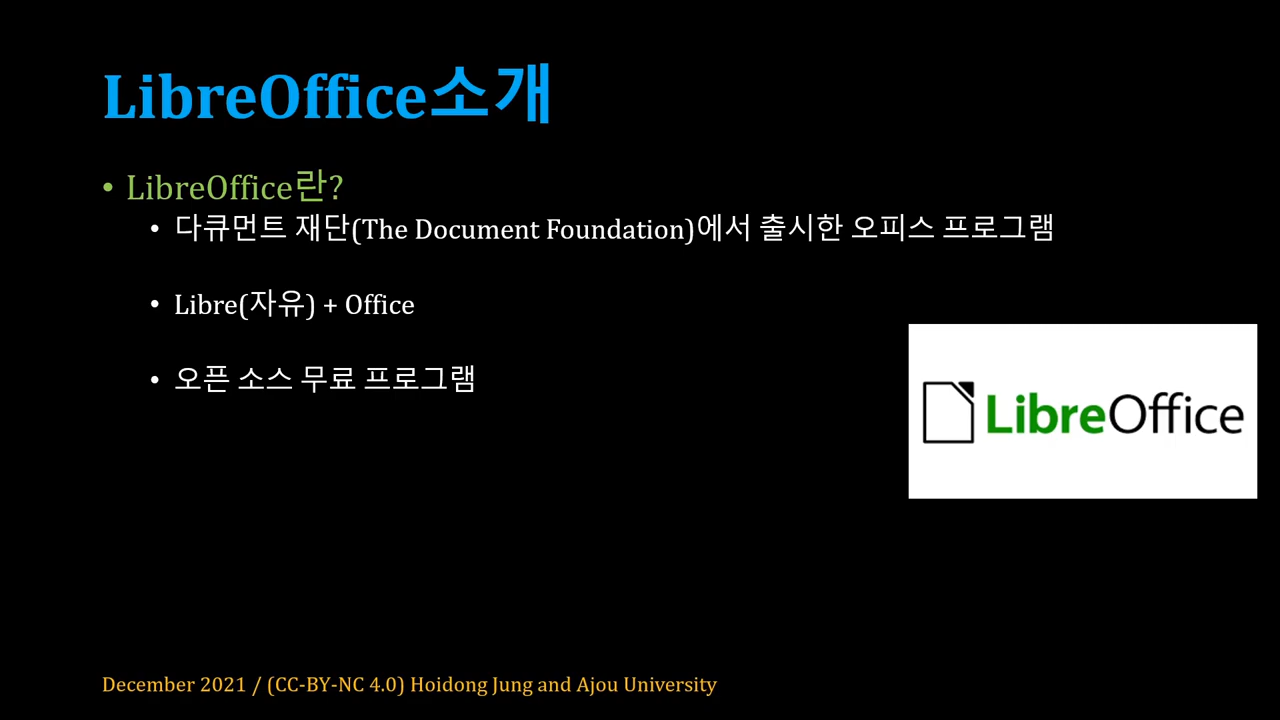 LibreOffice소개
• LibreOffice란?
• 다큐먼트 재단(The Document Foundation)에서 출시한 오피스 프로그램
• Libre(자유) + Office
• 오픈 소스 무료 프로그램
LibreOffice
December 2021 / (CC-BY-NC 4.0) Hoidong Jung and Ajou University